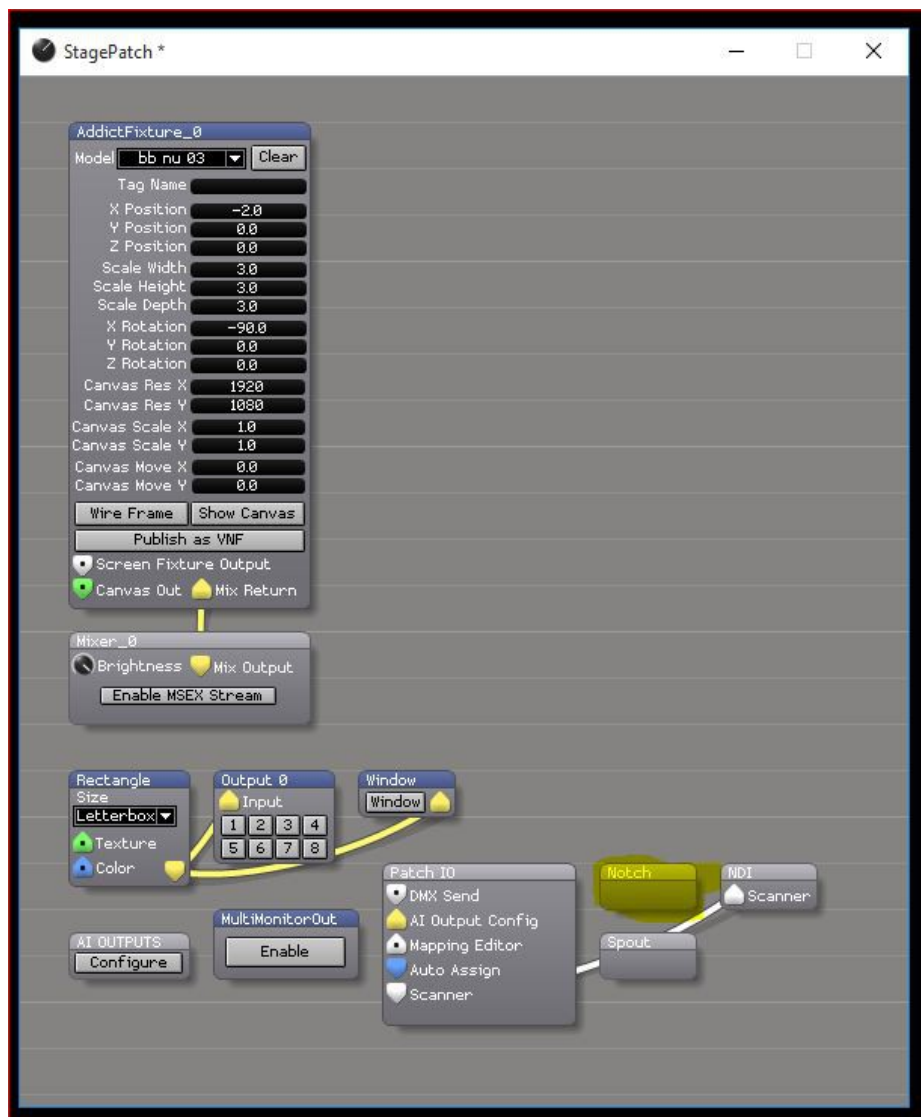 StagePatch *
AddictFixture_0
Model bb nu 03 Clear
Tag Name
X Position -2.0
Y Position 0.0
Z Position 0.0
Scale Width 3.0
Scale Height 3.0
Scale Depth 3.0
X Rotation -90.0
Y Rotation 0.0
Z Rotation 0.0
Canvas Res X 1920
Canvas Res Y 1080
Canvas Scale X 1.0
Canvas Scale Y 1.0
Canvas Move X 0.0
Canvas Move Y 0.0
Wire Frame Show Canvas
Publish as VNF
Screen Fixture Output
Canvas Out Mix Return
Mixer_0
Brightness Mix Output
Enable MSEX Stream
Rectangle
Size
Letterbox
Texture
Color
Output 0
Input
1 2 3 4
5 6 7 8
Window
Window
AI OUTPUTS
Configure
MultiMonitorOut
Enable
Patch IO
DMX Send
AI Output Config
Mapping Editor
Auto Assign
Scanner
Notch
NDI
Scanner
Spout